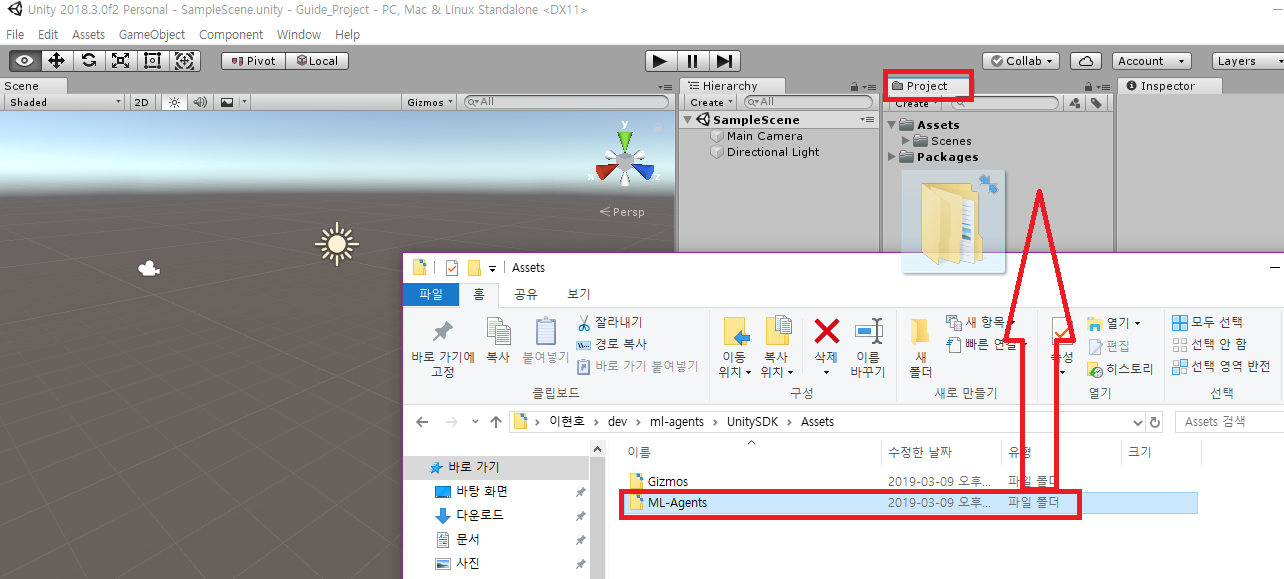 Unity 2018.3.0f2 Personal - SampleScene.unity - Guide_Project - PC, Mac & Linux Standalone <DX11>
File Edit Assets GameObject Component Window Help
Pivot Local Collab Account Layers
Scene Hierarchy Project Inspector
Shaded 2D Gizmos All Create All Create
SampleScene
Main Camera
Directional Light
Assets
Scenes
Packages
y
x z
Persp
Assets
파일 홈 공유 보기
바로 가기에 고정
복사
붙여넣기
잘라내기
경로 복사
바로 가기 붙여넣기
클립보드
이동 위치
복사 위치
삭제
이름 바꾸기
구성
새 폴더
새 항목
빠른 연결
새로 만들기
속성
열기
편집
히스토리
열기
모두 선택
선택 안 함
선택 영역 반전
선택
이현호 dev ml-agents UnitySDK Assets
Assets 검색
이름 수정한 날짜 유형 크기
바로 가기
바탕 화면
다운로드
문서
사진
Gizmos 2019-03-09 오후... 파일 폴더
ML-Agents 2019-03-09 오후... 파일 폴더